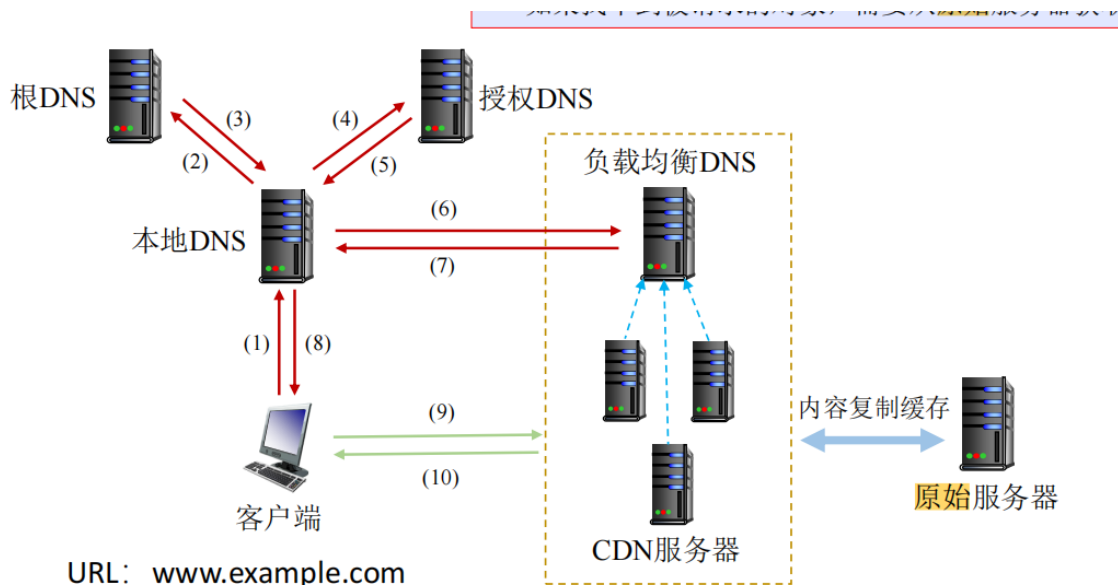 根DNS
(3)
(2)
(4)
(5)
授权DNS
负载均衡DNS
本地DNS
(6)
(7)
(1)
(8)
(9)
(10)
客户端
CDN服务器
内容复制缓存
原始服务器
URL: www.example.com